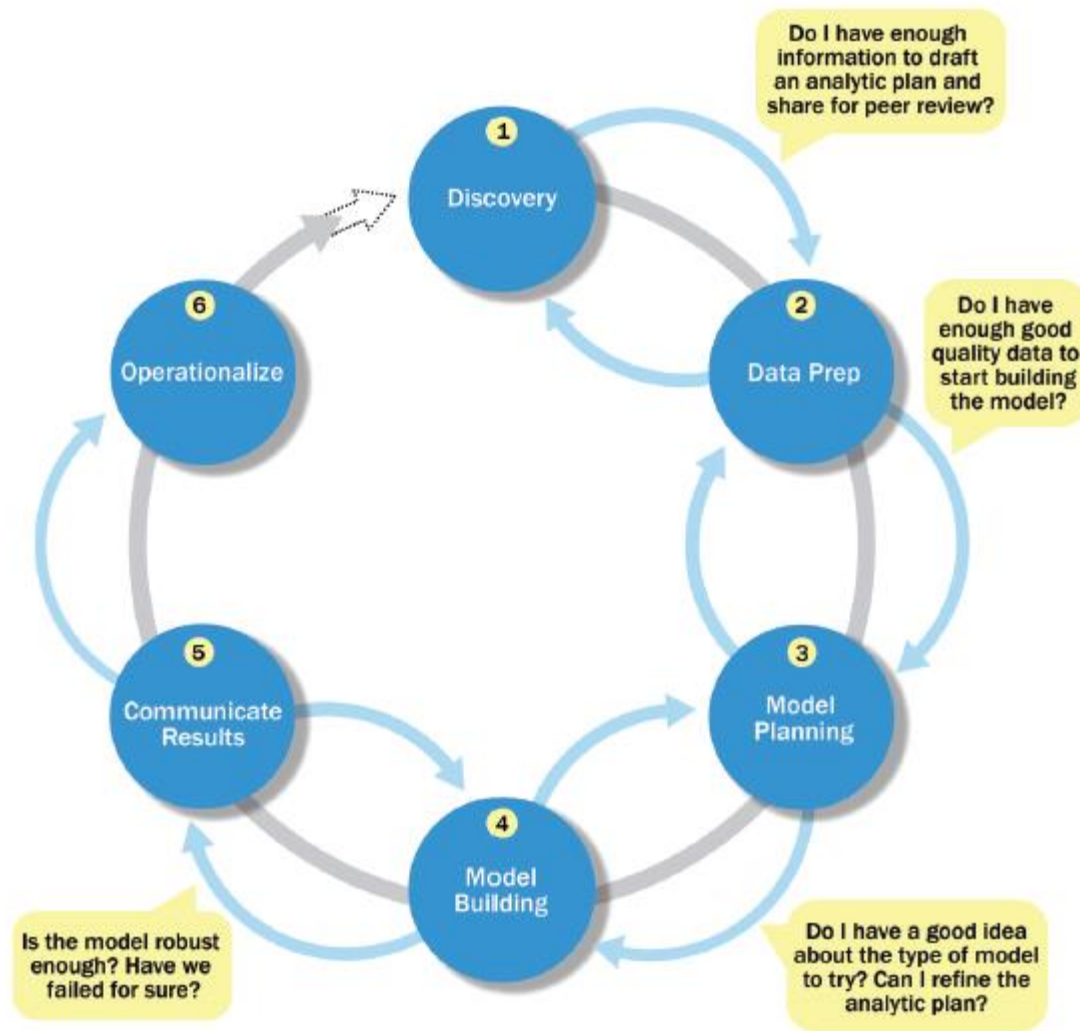 Do I have enough
information to draft
an analytic plan and
share for peer review?
1
Discovery
2
Data Prep
Do I have
enough good
quality data to
start building
the model?
3
Model
Planning
Do I have a good idea
about the type of model
to try? Can I refine the
analytic plan?
4
Model
Building
Is the model robust
enough? Have we
failed for sure?
5
Communicate
Results
6
Operationalize